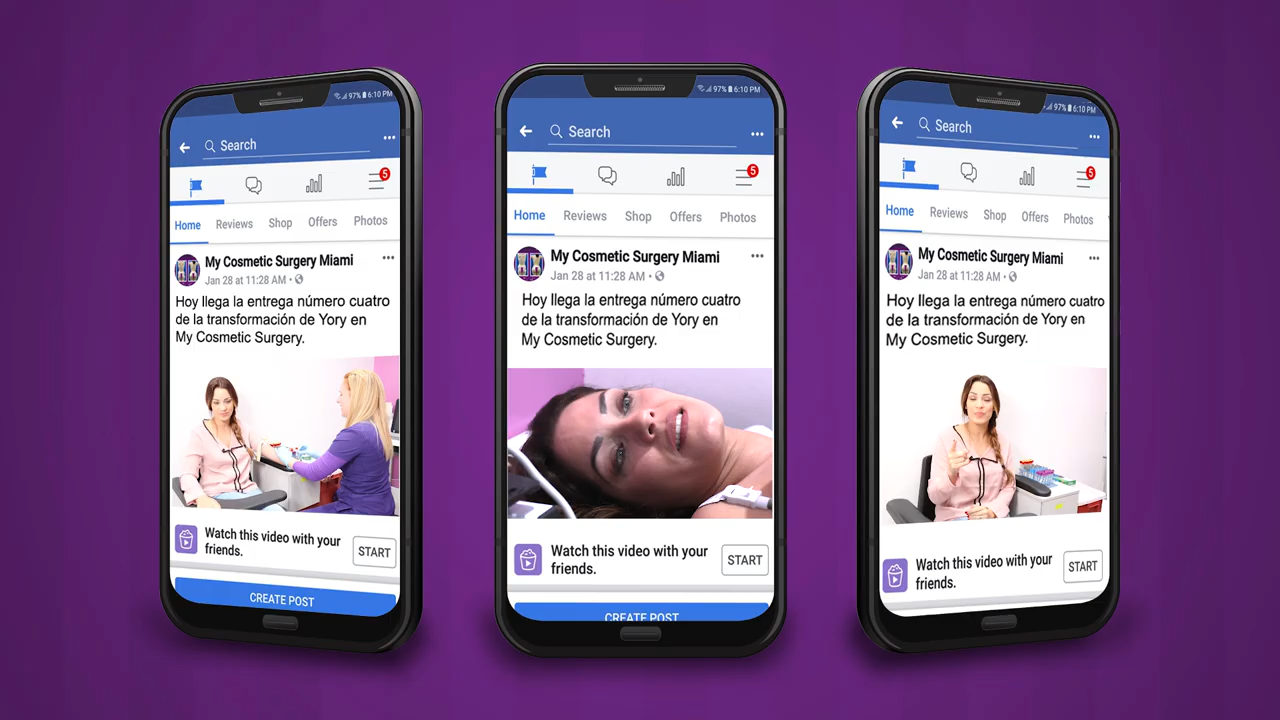 97% 6:10 PM
Search
5
Home Reviews Shop Offers Photos
My Cosmetic Surgery Miami
Jan 28 at 11:28 AM
Hoy llega la entrega número cuatro
de la transformación de Yory en
My Cosmetic Surgery.
Watch this video with your
friends.
START
CREATE POST
97% 6:10 PM
Search
5
Home Reviews Shop Offers Photos
My Cosmetic Surgery Miami
Jan 28 at 11:28 AM
Hoy llega la entrega número cuatro
de la transformación de Yory en
My Cosmetic Surgery.
Watch this video with your
friends.
START
CREATE POST
97% 6:10 PM
Search
5
Home Reviews Shop Offers Photos
My Cosmetic Surgery Miami
Jan 28 at 11:28 AM
Hoy llega la entrega número cuatro
de la transformación de Yory en
My Cosmetic Surgery.
Watch this video with your
friends.
START